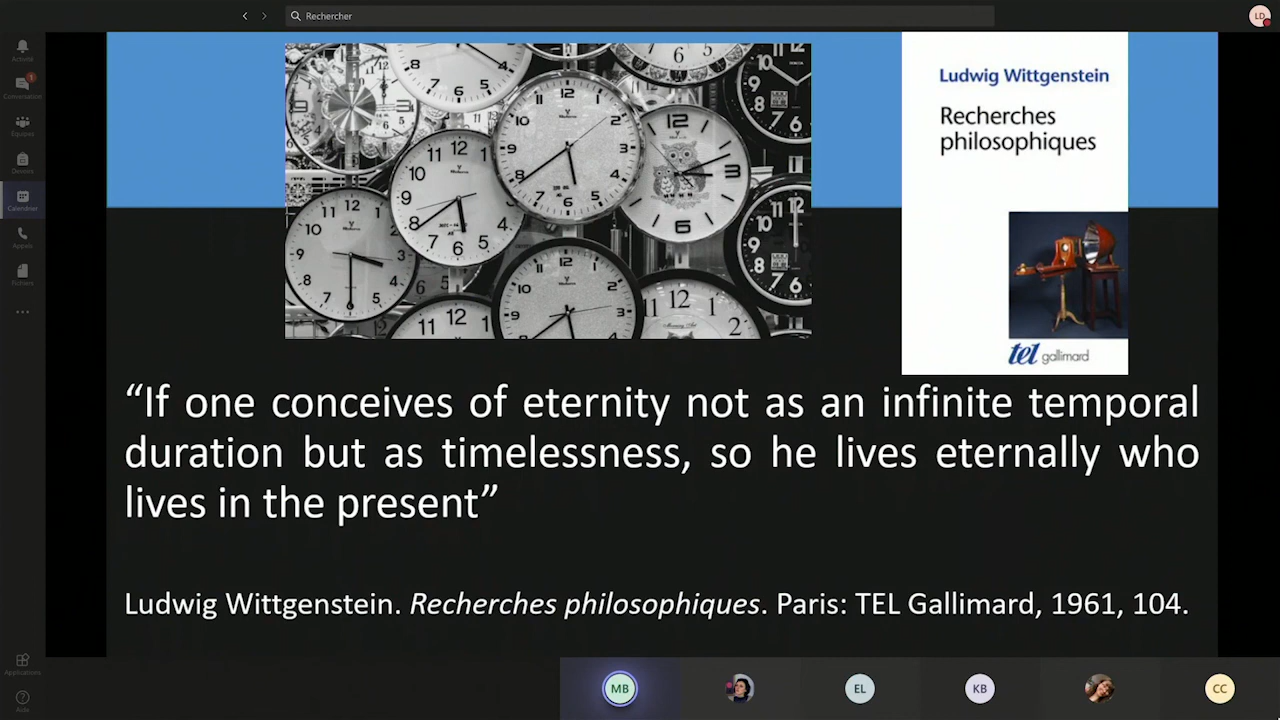 Rechercher
LD
Activité
1
Conversation
Équipes
Devoirs
Calendrier
Appels
Fichiers
Ludwig Wittgenstein
Recherches
philosophiques
tel gallimard
“If one conceives of eternity not as an infinite temporal
duration but as timelessness, so he lives eternally who
lives in the present”
Ludwig Wittgenstein. Recherches philosophiques. Paris: TEL Gallimard, 1961, 104.
Applications
Aide
MB
EL
KB
CC